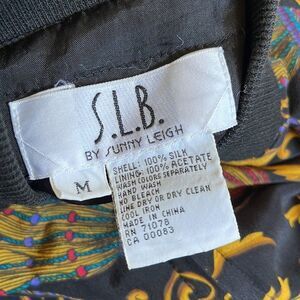 S.L.B.
BY SUNNY LEIGH
M
SHELL: 100% SILK
LINING: 100% ACETATE
WASH COLORS SEPARATELY
HAND WASH
NO BLEACH
LINE DRY OR DRY CLEAN
COOL IRON
MADE IN CHINA
RN 71078
CA 00083